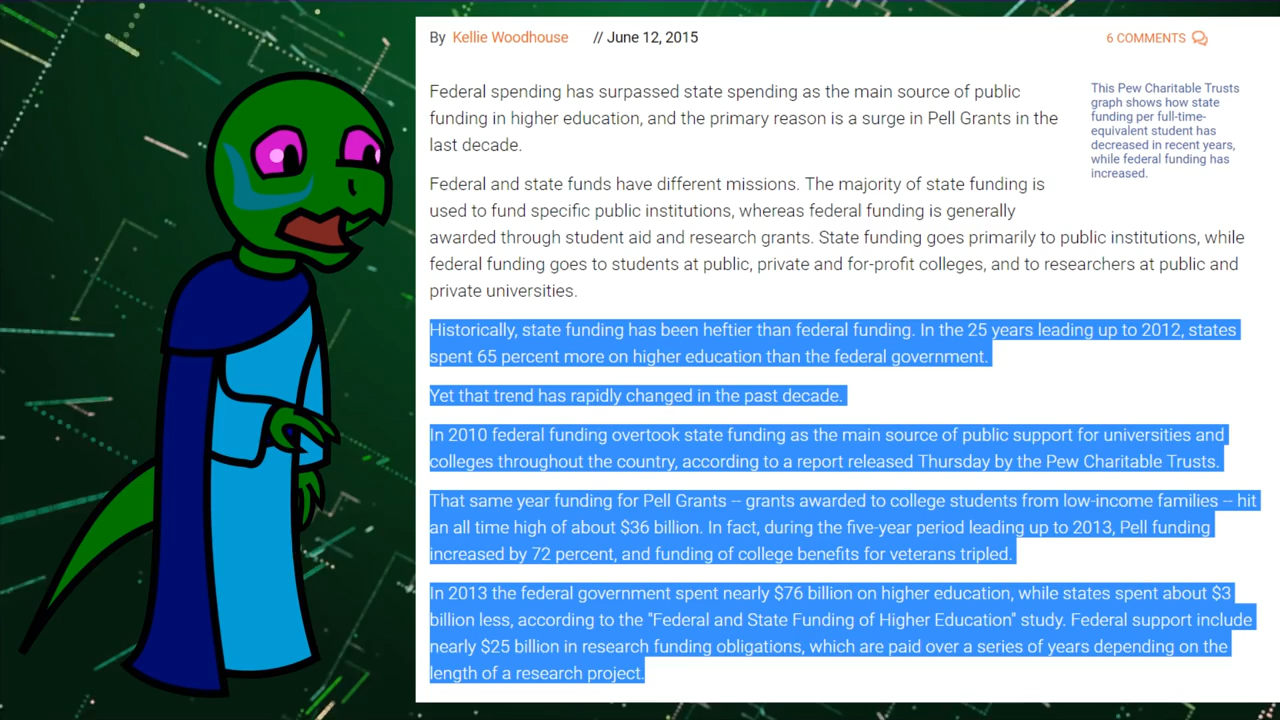 By Kellie Woodhouse // June 12, 2015
6 COMMENTS
Federal spending has surpassed state spending as the main source of public
funding in higher education, and the primary reason is a surge in Pell Grants in the
last decade.
This Pew Charitable Trusts
graph shows how state
funding per full-time-
equivalent student has
decreased in recent years,
while federal funding has
increased.
Federal and state funds have different missions. The majority of state funding is
used to fund specific public institutions, whereas federal funding is generally
awarded through student aid and research grants. State funding goes primarily to public institutions, while
federal funding goes to students at public, private and for-profit colleges, and to researchers at public and
private universities.
Historically, state funding has been heftier than federal funding. In the 25 years leading up to 2012, states
spent 65 percent more on higher education than the federal government.
Yet that trend has rapidly changed in the past decade.
In 2010 federal funding overtook state funding as the main source of public support for universities and
colleges throughout the country, according to a report released Thursday by the Pew Charitable Trusts.
That same year funding for Pell Grants -- grants awarded to college students from low-income families -- hit
an all time high of about $36 billion. In fact, during the five-year period leading up to 2013, Pell funding
increased by 72 percent, and funding of college benefits for veterans tripled.
In 2013 the federal government spent nearly $76 billion on higher education, while states spent about $3
billion less, according to the "Federal and State Funding of Higher Education" study. Federal support include
nearly $25 billion in research funding obligations, which are paid over a series of years depending on the
length of a research project.